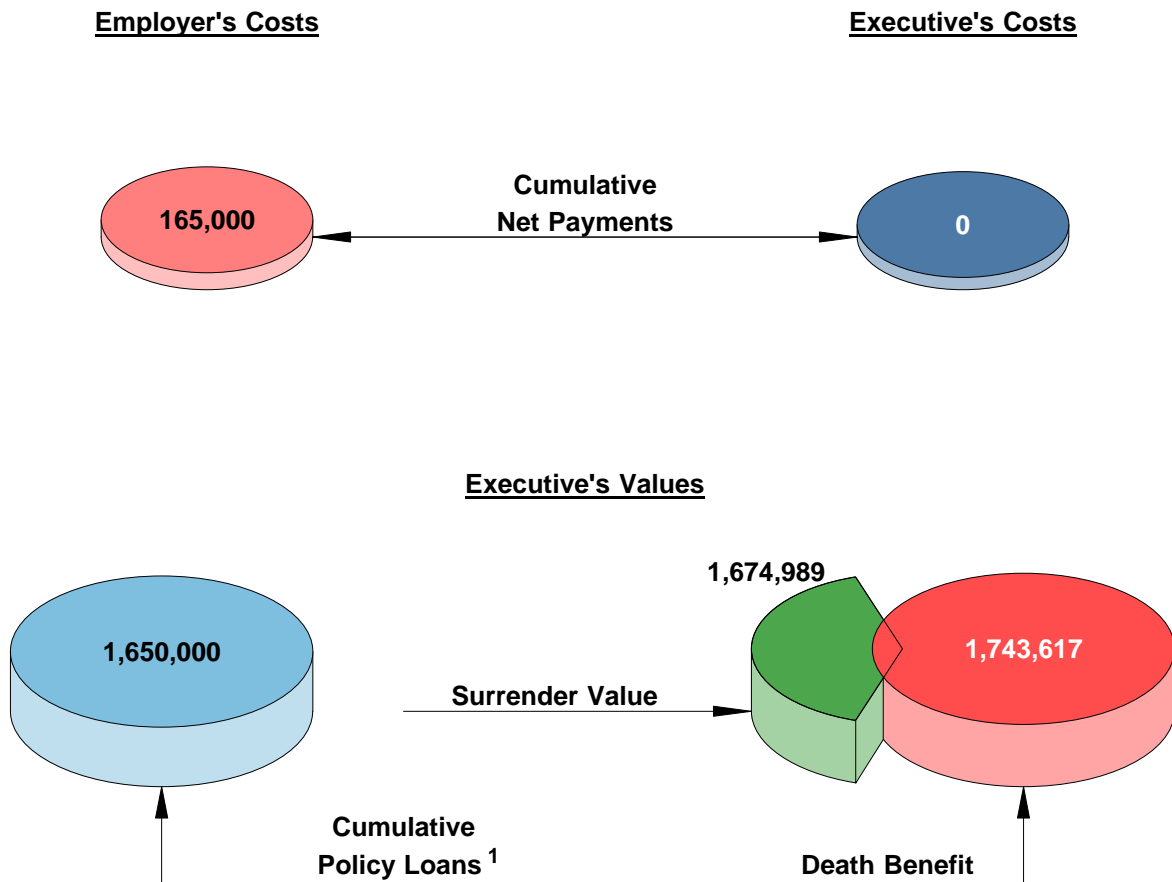 Employer's Costs
Executive's Costs
165,000
Cumulative
Net Payments
0
Executive's Values
1,650,000
Surrender Value
1,674,989
1,743,617
Cumulative
Policy Loans 1
Death Benefit